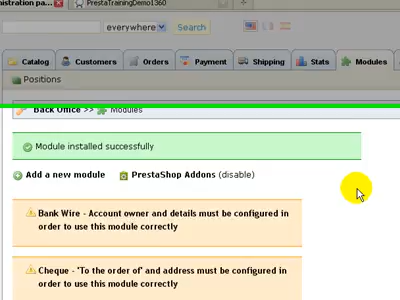 nistration pa...
PrestaTrainingDemo1360
everywhere
Search
Catalog
Customers
Orders
Payment
Shipping
Stats
Modules
Positions
Back Office >> Modules
Module installed successfully
Add a new module
PrestaShop Addons (disable)
Bank Wire - Account owner and details must be configured in
order to use this module correctly
Cheque - 'To the order of' and address must be configured in
order to use this module correctly